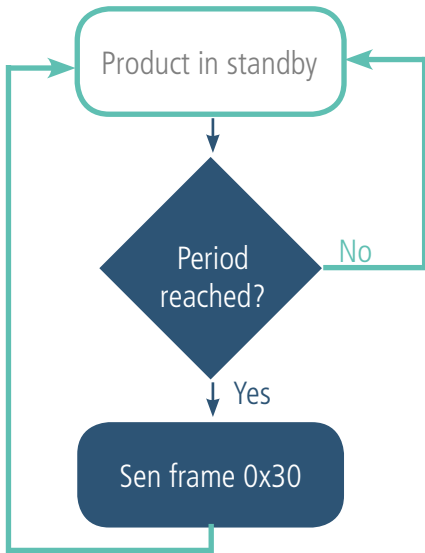 Product in standby
Period
reached?
No
Yes
Sen frame 0x30